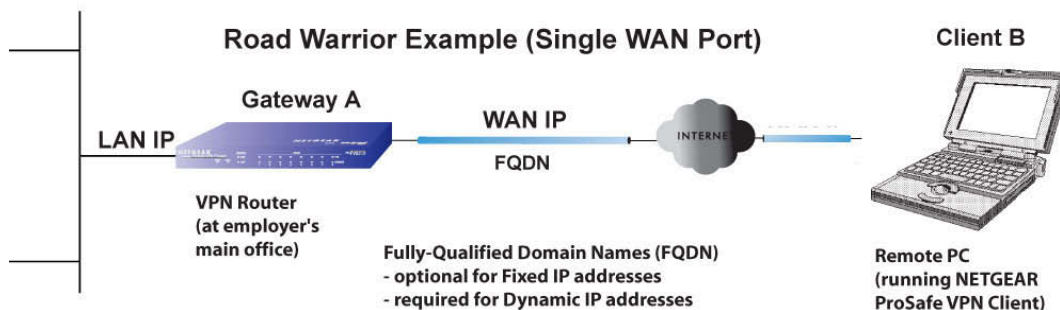 Road Warrior Example (Single WAN Port)
Client B
Gateway A
LAN IP
NETGEAR
WAN IP
FQDN
INTERNET
VPN Router
(at employer's
main office)
Fully-Qualified Domain Names (FQDN)
- optional for Fixed IP addresses
- required for Dynamic IP addresses
Remote PC
(running NETGEAR
ProSafe VPN Client)